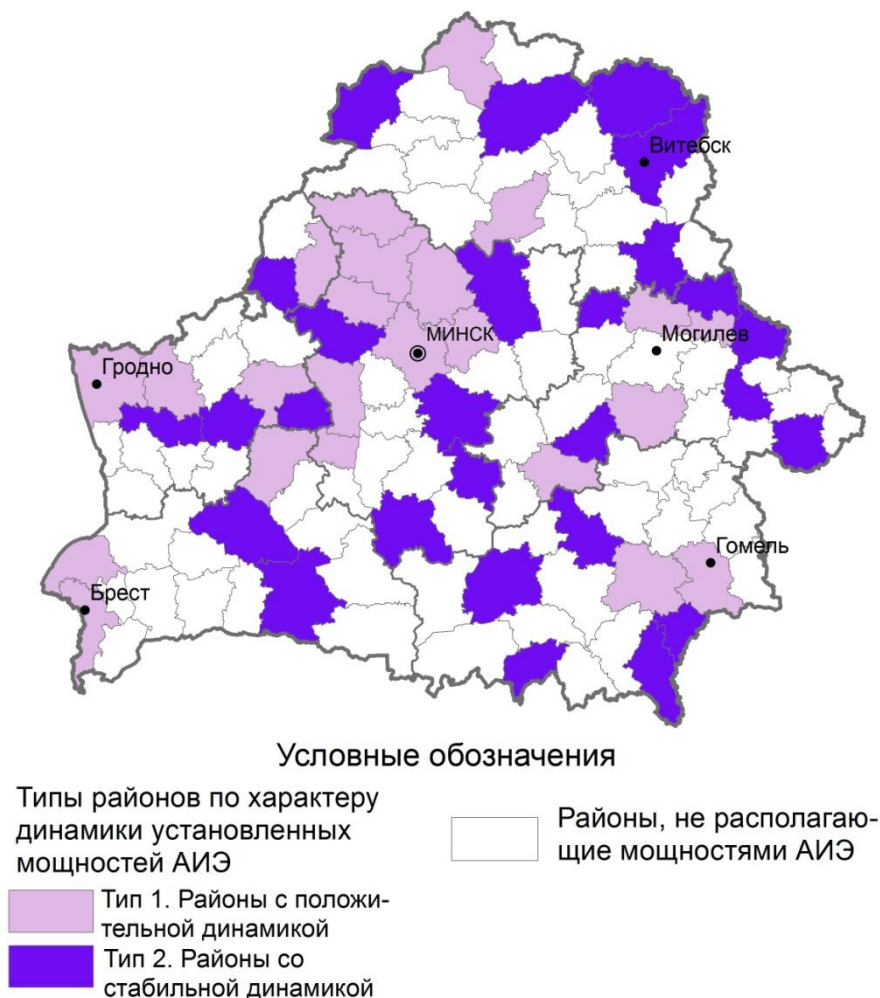 Витебск
МИНСК
Могилев
Гродно
Гомель
Брест
Условные обозначения
Типы районов по характеру
динамики установленных
мощностей АИЭ
Тип 1. Районы с положи-
тельной динамикой
Тип 2. Районы со
стабильной динамикой
Районы, не располагаю-
щие мощностями АИЭ